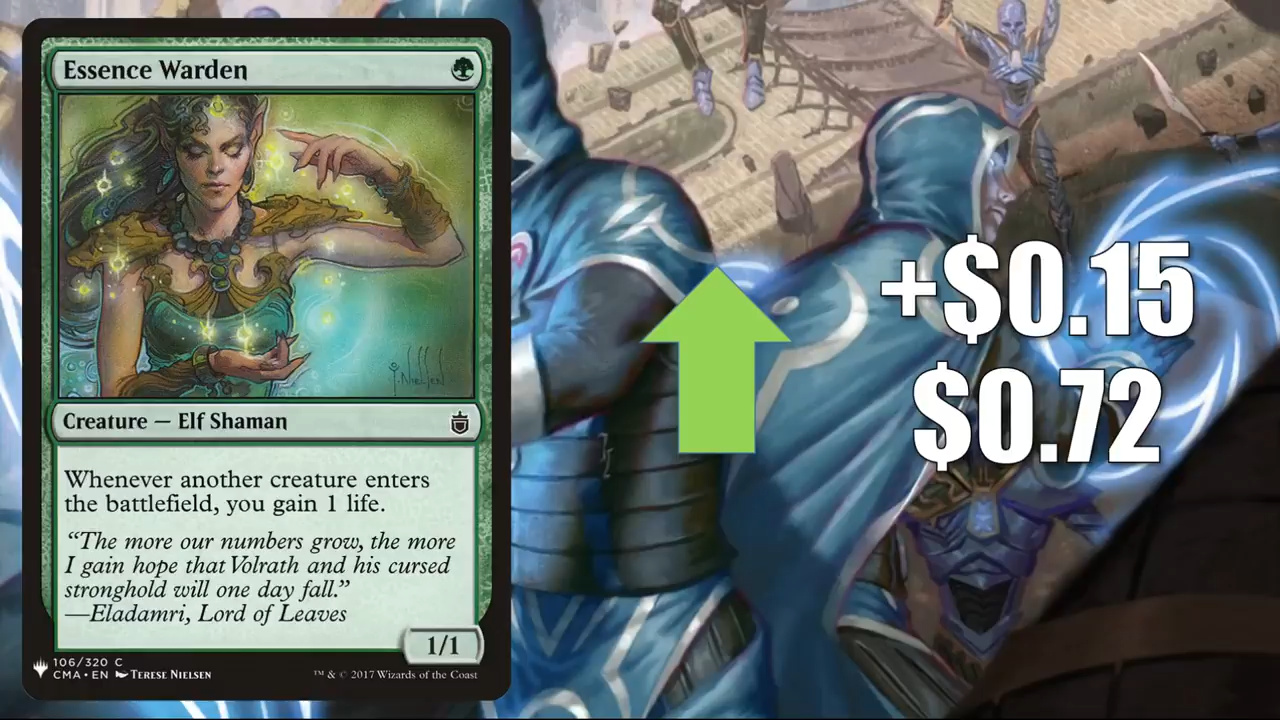 Essence Warden
Creature — Elf Shaman
Whenever another creature enters
the battlefield, you gain 1 life.
“The more our numbers grow, the more
I gain hope that Volrath and his cursed
stronghold will one day fall.”
—Eladamri, Lord of Leaves
1/1
106/320 C
CMA • EN Terese Nielsen
™ & © 2017 Wizards of the Coast
+$0.15
$0.72